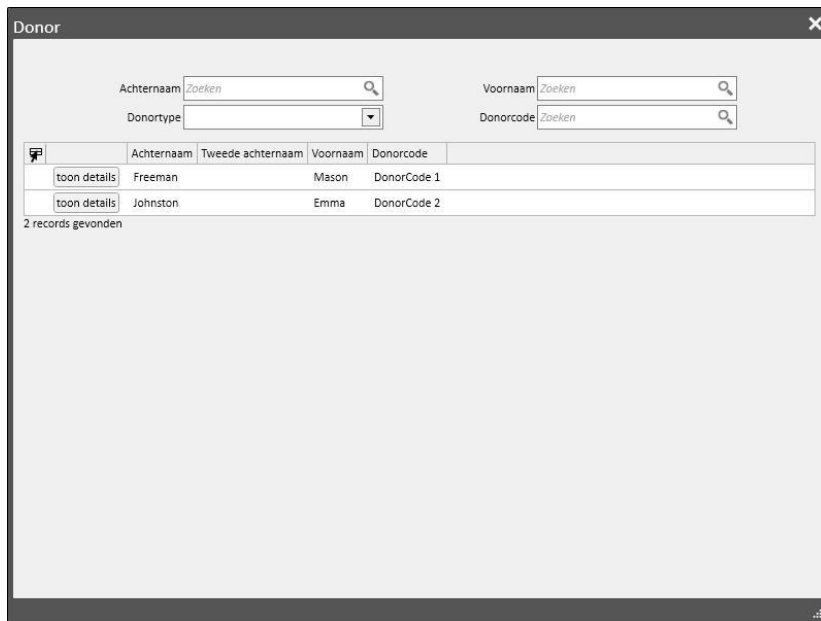 Donor
Achternaam Zoeken Voornaam Zoeken
Donortype Donorcode Zoeken
Achternaam Tweede achternaam Voornaam Donorcode
toon details Freeman Mason DonorCode 1
toon details Johnston Emma DonorCode 2
2 records gevonden